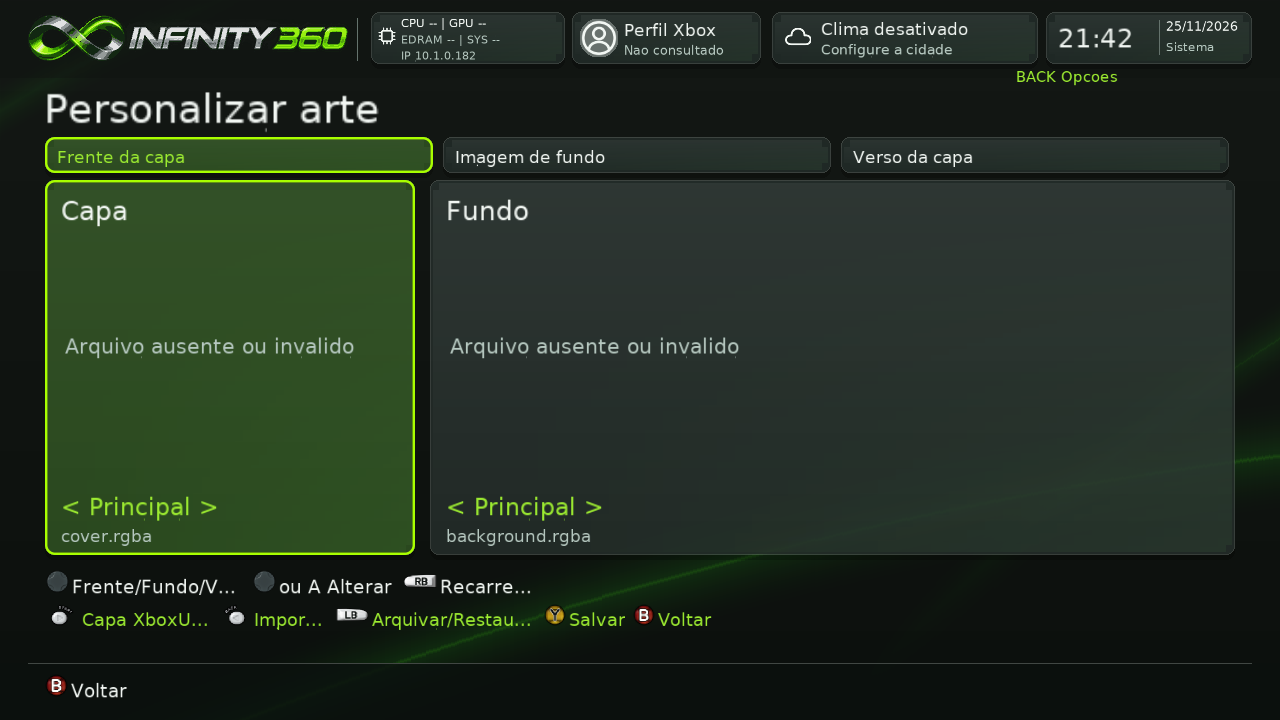 INFINITY 360
CPU -- | GPU --
EDRAM -- | SYS --
IP 10.1.0.182
Perfil Xbox
Nao consultado
Clima desativado
Configure a cidade
21:42
25/11/2026
Sistema
BACK Opcoes
Personalizar arte
Frente da capa
Imagem de fundo
Verso da capa
Capa
Fundo
Arquivo ausente ou invalido
Arquivo ausente ou invalido
< Principal >
cover.rgba
< Principal >
background.rgba
Frente/Fundo/V... ou A Alterar RB Recarre...
Capa XboxU... Impor... LB Arquivar/Restau... Y Salvar B Voltar
B Voltar